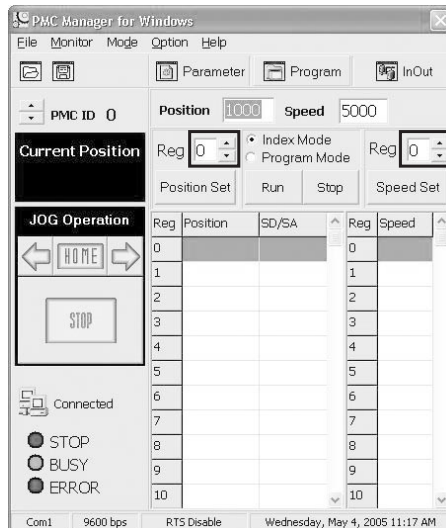 PMC Manager for Windows
File Monitor Mode Option Help
Parameter Program InOut
PMC ID 0
Position 1000 Speed 5000
Current Position
Reg 0
Index Mode
Program Mode
Reg 0
Position Set Run Stop Speed Set
JOG Operation
HOME
STOP
Reg Position SD/SA Reg Speed
0 0
1 1
2 2
3 3
4 4
5 5
6 6
7 7
8 8
9 9
10 10
Connected
STOP
BUSY
ERROR
Com1 9600 bps RTS Disable Wednesday, May 4, 2005 11:17 AM